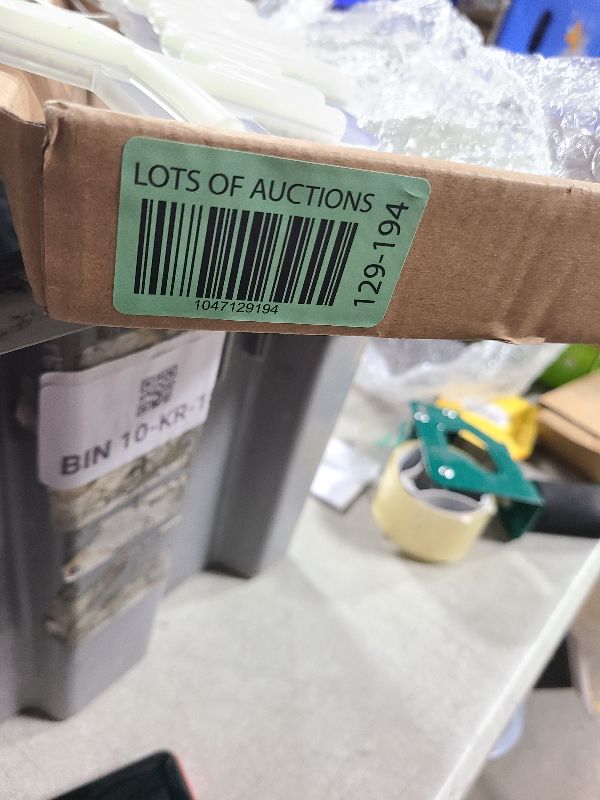 LOTS OF AUCTIONS
129-194
1047129194
BIN 10-KR-1